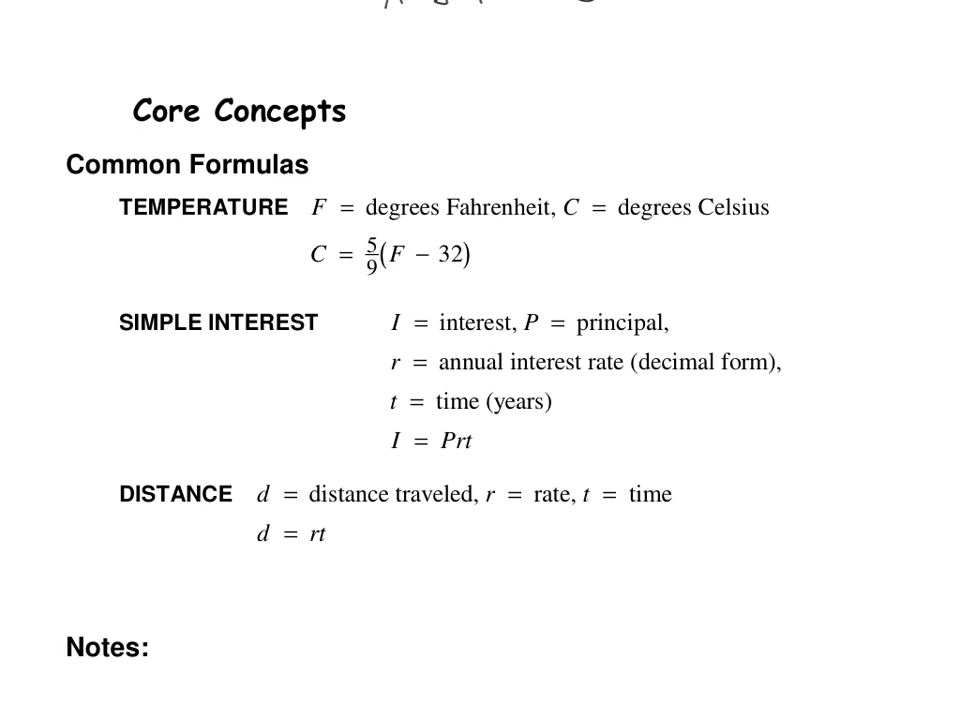 Core Concepts
Common Formulas
TEMPERATURE F = degrees Fahrenheit, C = degrees Celsius
C = 5/9(F − 32)
SIMPLE INTEREST I = interest, P = principal,
r = annual interest rate (decimal form),
t = time (years)
I = Prt
DISTANCE d = distance traveled, r = rate, t = time
d = rt
Notes: